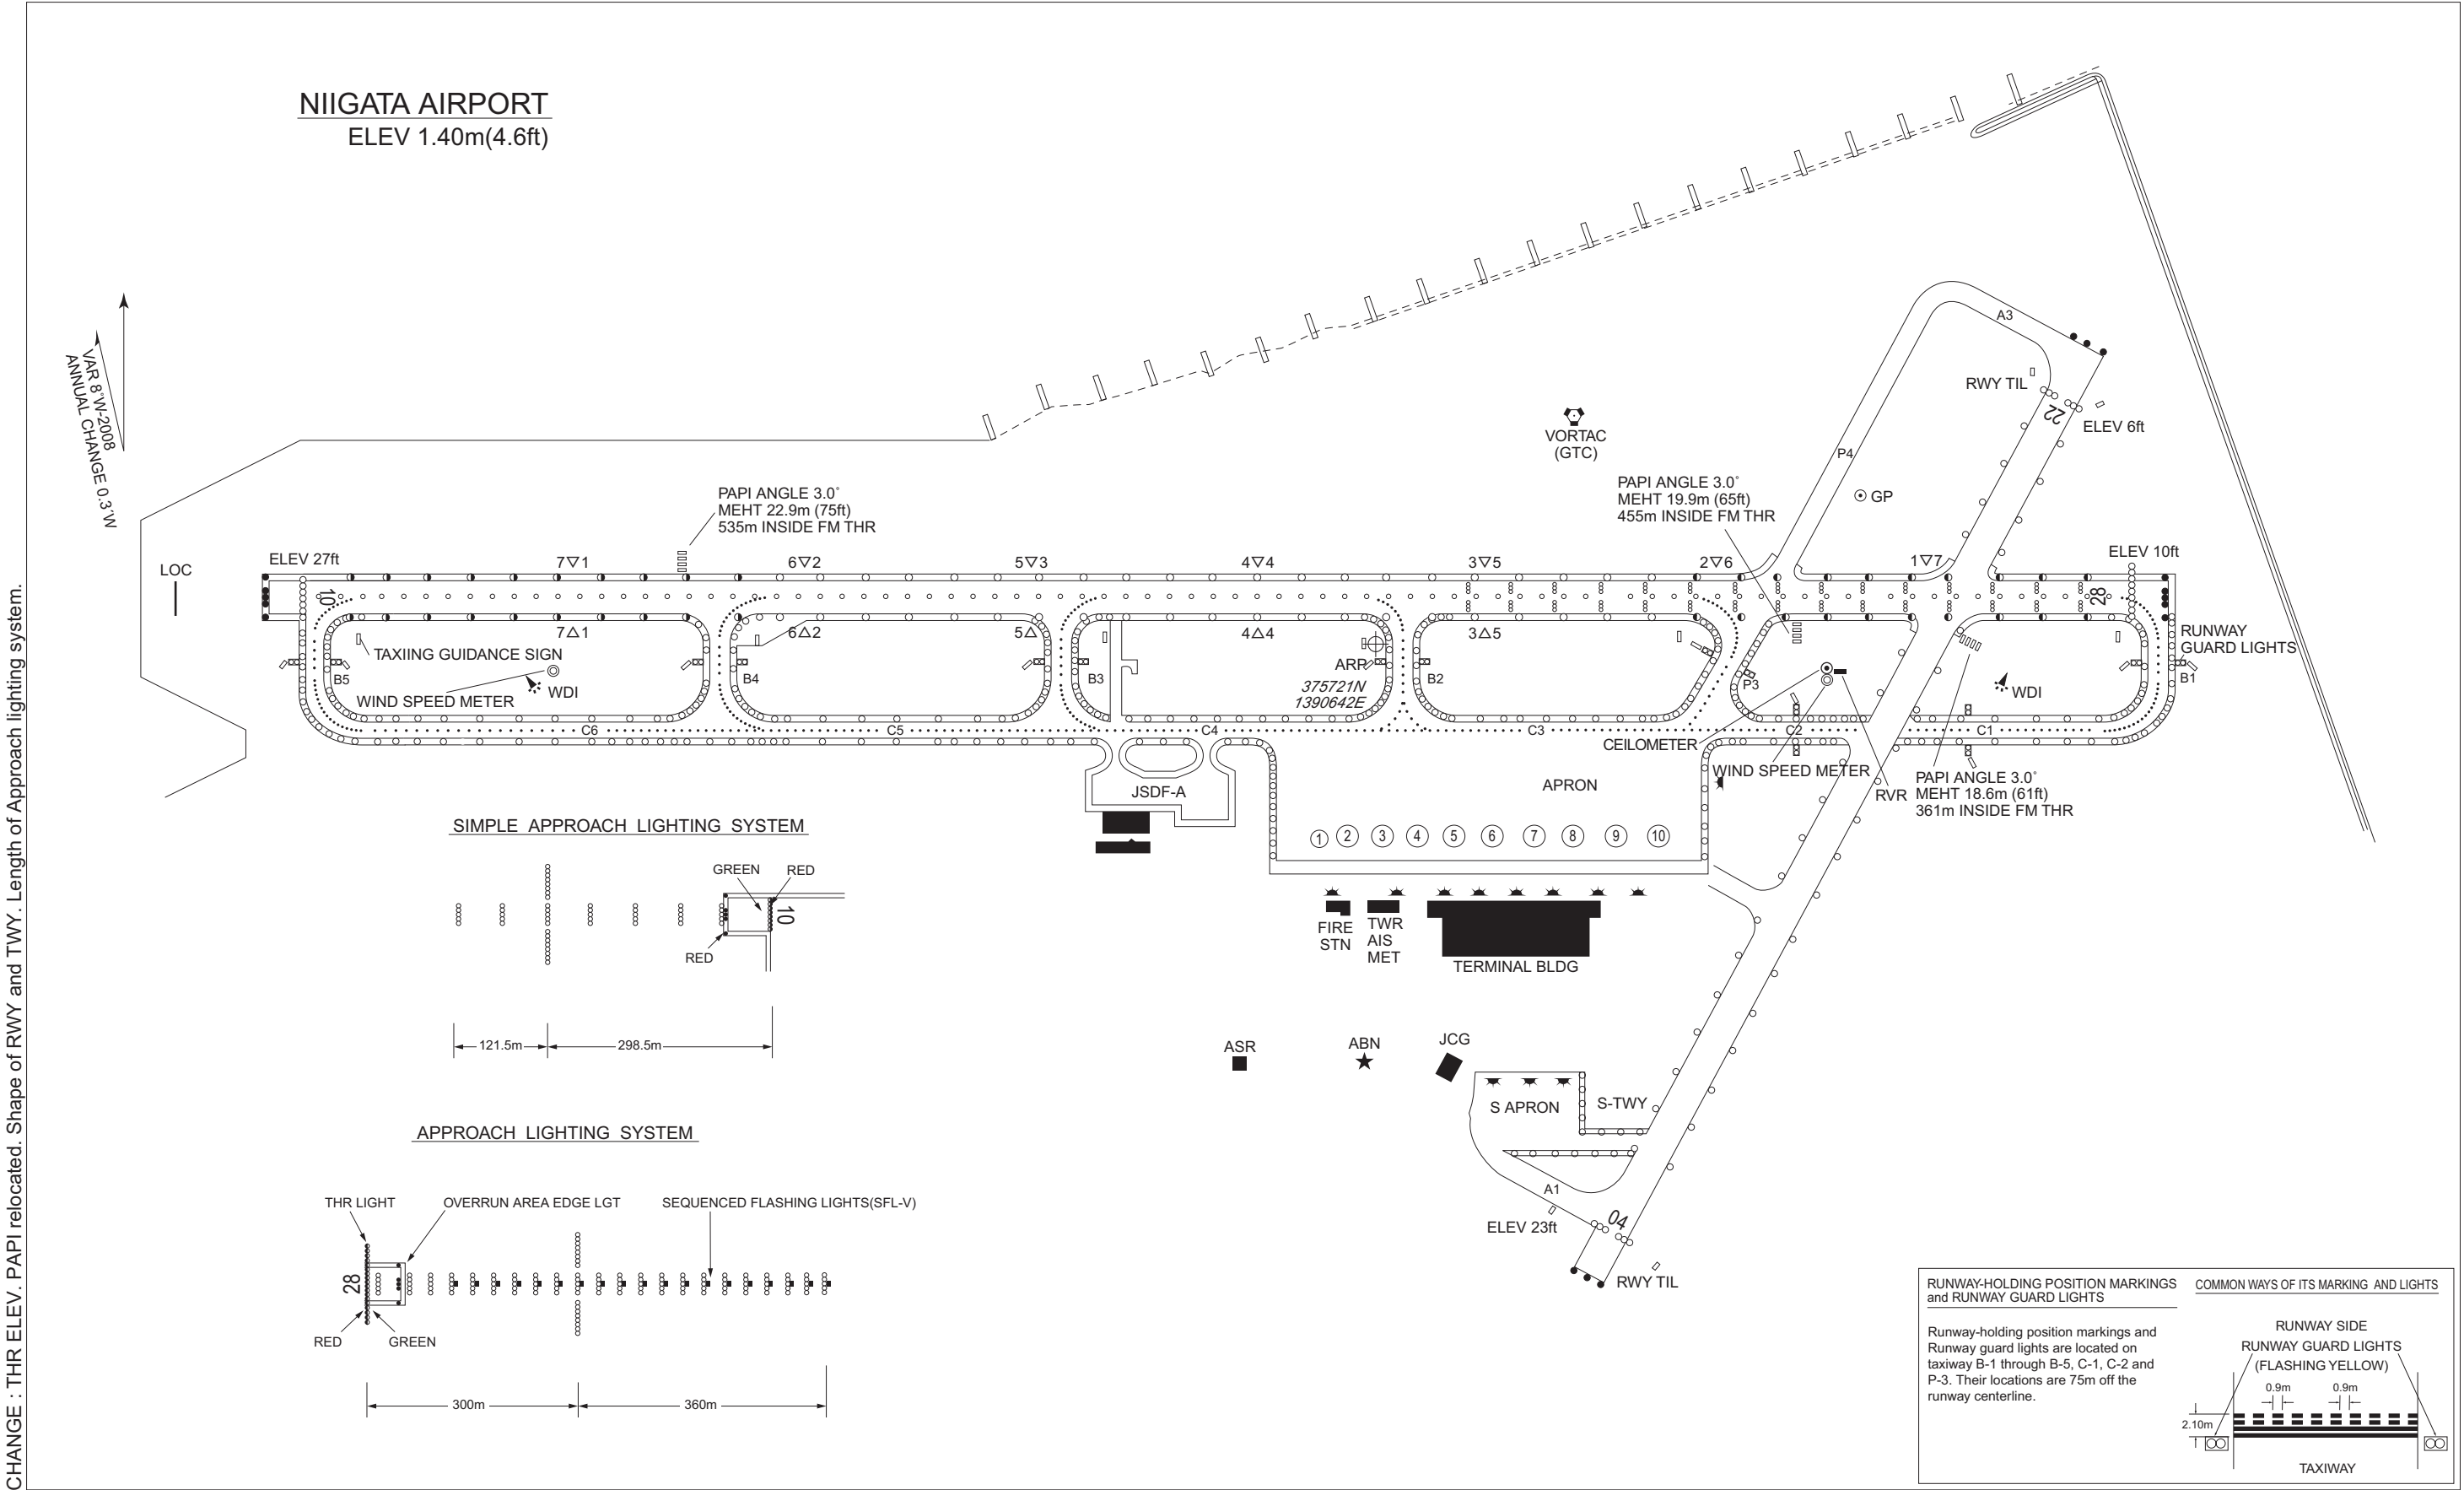 NIIGATA AIRPORT
ELEV 1.40m(4.6ft)
VAR 8°W-2008
ANNUAL CHANGE 0.3'W
CHANGE : THR ELEV. PAPI relocated. Shape of RWY and TWY. Length of Approach lighting system.
LOC
ELEV 27ft
PAPI ANGLE 3.0°
MEHT 22.9m (75ft)
535m INSIDE FM THR
VORTAC
(GTC)
PAPI ANGLE 3.0°
MEHT 19.9m (65ft)
455m INSIDE FM THR
A3
RWY TIL
22
ELEV 6ft
P4
GP
ELEV 10ft
7▽1
6▽2
5▽3
4▽4
3▽5
2▽6
1▽7
10
28
7△1
6△2
5△
4△4
3△5
TAXIING GUIDANCE SIGN
WIND SPEED METER
WDI
B5
B4
B3
ARP
375721N
1390642E
B2
P3
WDI
RUNWAY
GUARD LIGHTS
B1
C6
C5
C4
C3
C2
C1
CEILOMETER
WIND SPEED METER
RVR
PAPI ANGLE 3.0°
MEHT 18.6m (61ft)
361m INSIDE FM THR
JSDF-A
APRON
1
2
3
4
5
6
7
8
9
10
FIRE
STN
TWR
AIS
MET
TERMINAL BLDG
ASR
ABN
JCG
S APRON
S-TWY
A1
04
ELEV 23ft
RWY TIL
SIMPLE APPROACH LIGHTING SYSTEM
GREEN
RED
10
RED
121.5m
298.5m
APPROACH LIGHTING SYSTEM
THR LIGHT
OVERRUN AREA EDGE LGT
SEQUENCED FLASHING LIGHTS(SFL-V)
28
RED
GREEN
300m
360m
RUNWAY-HOLDING POSITION MARKINGS
and RUNWAY GUARD LIGHTS
Runway-holding position markings and
Runway guard lights are located on
taxiway B-1 through B-5, C-1, C-2 and
P-3. Their locations are 75m off the
runway centerline.
COMMON WAYS OF ITS MARKING AND LIGHTS
RUNWAY SIDE
RUNWAY GUARD LIGHTS
(FLASHING YELLOW)
0.9m
0.9m
2.10m
TAXIWAY